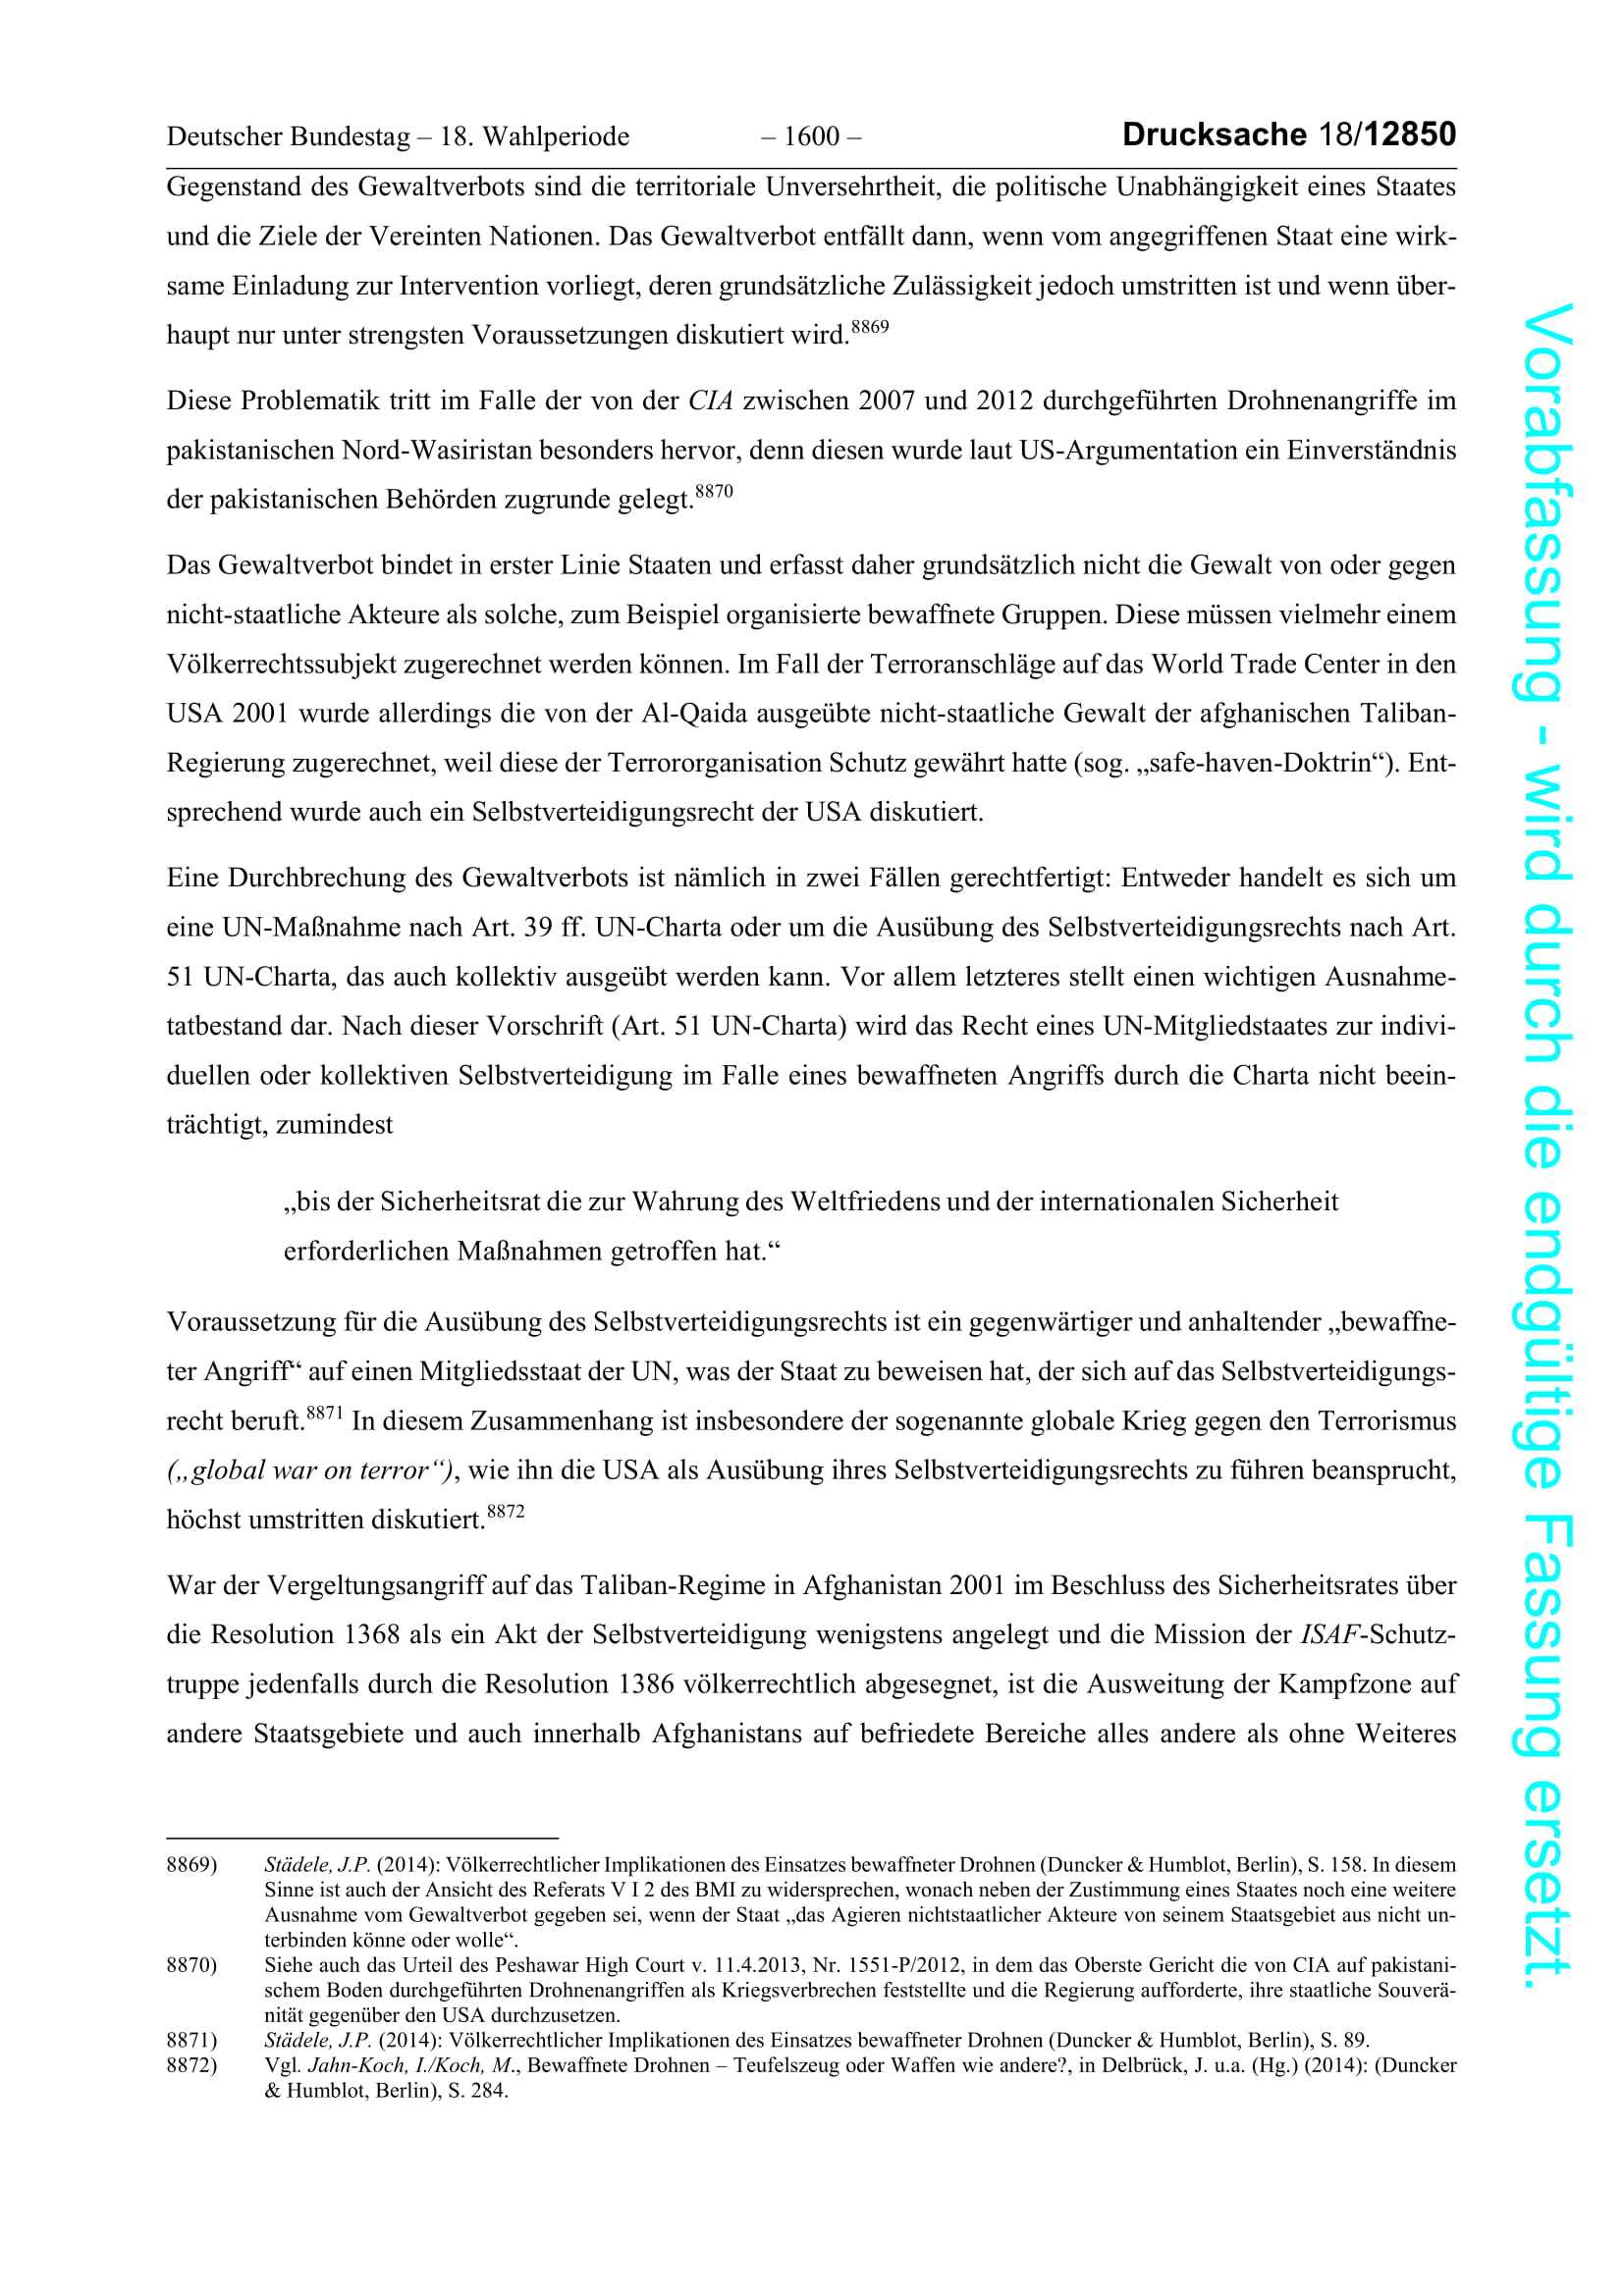 Deutscher Bundestag – 18. Wahlperiode – 1600 – Drucksache 18/12850
Gegenstand des Gewaltverbots sind die territoriale Unversehrtheit, die politische Unabhängigkeit eines Staates
und die Ziele der Vereinten Nationen. Das Gewaltverbot entfällt dann, wenn vom angegriffenen Staat eine wirk-
same Einladung zur Intervention vorliegt, deren grundsätzliche Zulässigkeit jedoch umstritten ist und wenn über-
haupt nur unter strengsten Voraussetzungen diskutiert wird.8869
Diese Problematik tritt im Falle der von der CIA zwischen 2007 und 2012 durchgeführten Drohnenangriffe im
pakistanischen Nord-Wasiristan besonders hervor, denn diesen wurde laut US-Argumentation ein Einverständnis
der pakistanischen Behörden zugrunde gelegt.8870
Das Gewaltverbot bindet in erster Linie Staaten und erfasst daher grundsätzlich nicht die Gewalt von oder gegen
nicht-staatliche Akteure als solche, zum Beispiel organisierte bewaffnete Gruppen. Diese müssen vielmehr einem
Völkerrechtssubjekt zugerechnet werden können. Im Fall der Terroranschläge auf das World Trade Center in den
USA 2001 wurde allerdings die von der Al-Qaida ausgeübte nicht-staatliche Gewalt der afghanischen Taliban-
Regierung zugerechnet, weil diese der Terrororganisation Schutz gewährt hatte (sog. „safe-haven-Doktrin“). Ent-
sprechend wurde auch ein Selbstverteidigungsrecht der USA diskutiert.
Eine Durchbrechung des Gewaltverbots ist nämlich in zwei Fällen gerechtfertigt: Entweder handelt es sich um
eine UN-Maßnahme nach Art. 39 ff. UN-Charta oder um die Ausübung des Selbstverteidigungsrechts nach Art.
51 UN-Charta, das auch kollektiv ausgeübt werden kann. Vor allem letzteres stellt einen wichtigen Ausnahme-
tatbestand dar. Nach dieser Vorschrift (Art. 51 UN-Charta) wird das Recht eines UN-Mitgliedstaates zur indivi-
duellen oder kollektiven Selbstverteidigung im Falle eines bewaffneten Angriffs durch die Charta nicht beein-
trächtigt, zumindest
„bis der Sicherheitsrat die zur Wahrung des Weltfriedens und der internationalen Sicherheit
erforderlichen Maßnahmen getroffen hat.“
Voraussetzung für die Ausübung des Selbstverteidigungsrechts ist ein gegenwärtiger und anhaltender „bewaffne-
ter Angriff“ auf einen Mitgliedsstaat der UN, was der Staat zu beweisen hat, der sich auf das Selbstverteidigungs-
recht beruft.8871 In diesem Zusammenhang ist insbesondere der sogenannte globale Krieg gegen den Terrorismus
(„global war on terror“), wie ihn die USA als Ausübung ihres Selbstverteidigungsrechts zu führen beansprucht,
höchst umstritten diskutiert.8872
War der Vergeltungsangriff auf das Taliban-Regime in Afghanistan 2001 im Beschluss des Sicherheitsrates über
die Resolution 1368 als ein Akt der Selbstverteidigung wenigstens angelegt und die Mission der ISAF-Schutz-
truppe jedenfalls durch die Resolution 1386 völkerrechtlich abgesegnet, ist die Ausweitung der Kampfzone auf
andere Staatsgebiete und auch innerhalb Afghanistans auf befriedete Bereiche alles andere als ohne Weiteres
8869) Städele, J.P. (2014): Völkerrechtlicher Implikationen des Einsatzes bewaffneter Drohnen (Duncker & Humblot, Berlin), S. 158. In diesem
Sinne ist auch der Ansicht des Referats V I 2 des BMI zu widersprechen, wonach neben der Zustimmung eines Staates noch eine weitere
Ausnahme vom Gewaltverbot gegeben sei, wenn der Staat „das Agieren nichtstaatlicher Akteure von seinem Staatsgebiet aus nicht un-
terbinden könne oder wolle“.
8870) Siehe auch das Urteil des Peshawar High Court v. 11.4.2013, Nr. 1551-P/2012, in dem das Oberste Gericht die von CIA auf pakistani-
schem Boden durchgeführten Drohnenangriffen als Kriegsverbrechen feststellte und die Regierung aufforderte, ihre staatliche Souverä-
nität gegenüber den USA durchzusetzen.
8871) Städele, J.P. (2014): Völkerrechtlicher Implikationen des Einsatzes bewaffneter Drohnen (Duncker & Humblot, Berlin), S. 89.
8872) Vgl. Jahn-Koch, I./Koch, M., Bewaffnete Drohnen – Teufelszeug oder Waffen wie andere?, in Delbrück, J. u.a. (Hg.) (2014): (Duncker
& Humblot, Berlin), S. 284.
Vorabfassung - wird durch die endgültige Fassung ersetzt.